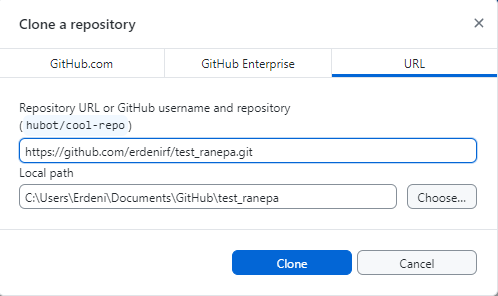 Clone a repository
GitHub.com
GitHub Enterprise
URL
Repository URL or GitHub username and repository
( hubot/cool-repo )
https://github.com/erdenirf/test_ranepa.git
Local path
C:\Users\Erdeni\Documents\GitHub\test_ranepa
Choose...
Clone
Cancel